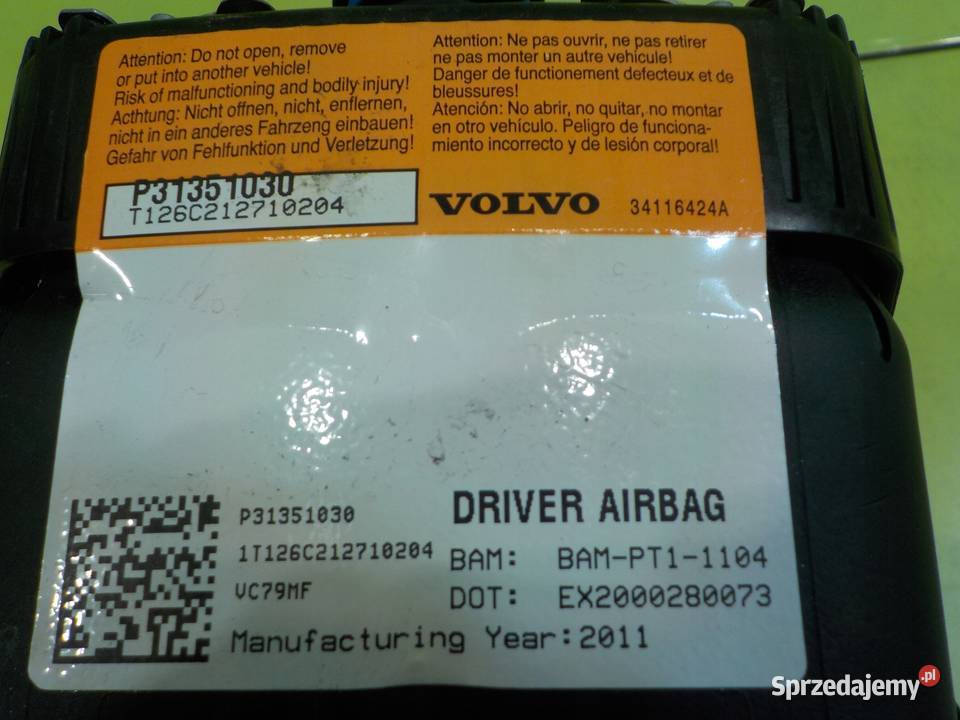 Attention: Do not open, remove
or put into another vehicle!
Risk of malfunctioning and bodily injury!
Acthtung: Nicht offnen, nicht, enflernen,
nicht in ein anderes Fahrzeng einbauen!
Gefahr von Fehlfunktion und Verletzung!
Attention: Ne pas ouvrir, ne pas retirer
ne pas monter un autre vehicule!
Danger de functionement defecteux et de
bleussures!
Atención: No abrir, no quitar, no montar
en otro vehículo. Peligro de funciona-
miento incorrecto y de lesión corporal!
P31351030
T126C212710204
VOLVO 34116424A
P31351030
1T126C212710204
VC79MF
DRIVER AIRBAG
BAM: BAM-PT1-1104
DOT: EX2000280073
Manufacturing Year:2011
Sprzedajemy.pl